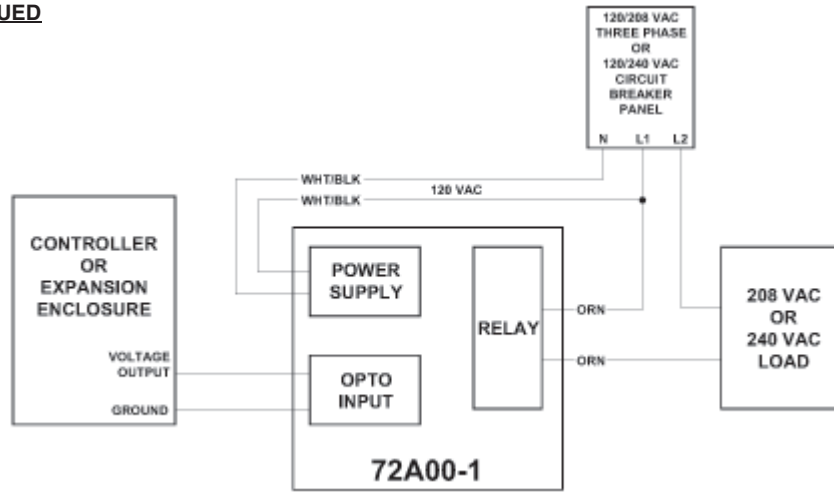 UED
120/208 VAC
THREE PHASE
OR
120/240 VAC
CIRCUIT
BREAKER
PANEL
N L1 L2
WHT/BLK
120 VAC
WHT/BLK
CONTROLLER
OR
EXPANSION
ENCLOSURE
VOLTAGE
OUTPUT
GROUND
POWER
SUPPLY
OPTO
INPUT
RELAY
ORN
ORN
72A00-1
208 VAC
OR
240 VAC
LOAD